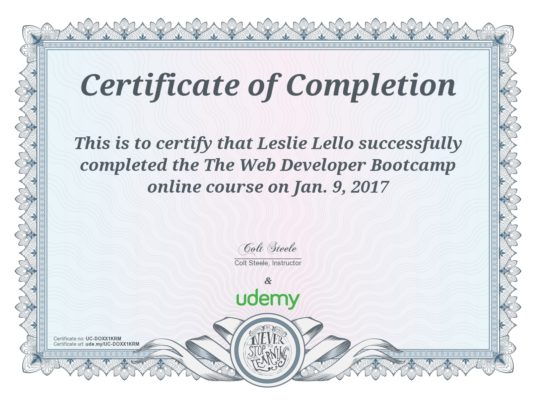 Certificate of Completion
This is to certify that Leslie Lello successfully
completed the The Web Developer Bootcamp
online course on Jan. 9, 2017
Colt Steele
Colt Steele, Instructor
&
udemy
Certificate no: UC-DOXX1KRM
Certificate url: ude.my/UC-DOXX1KRM
NEVER
STOP
LEARNING